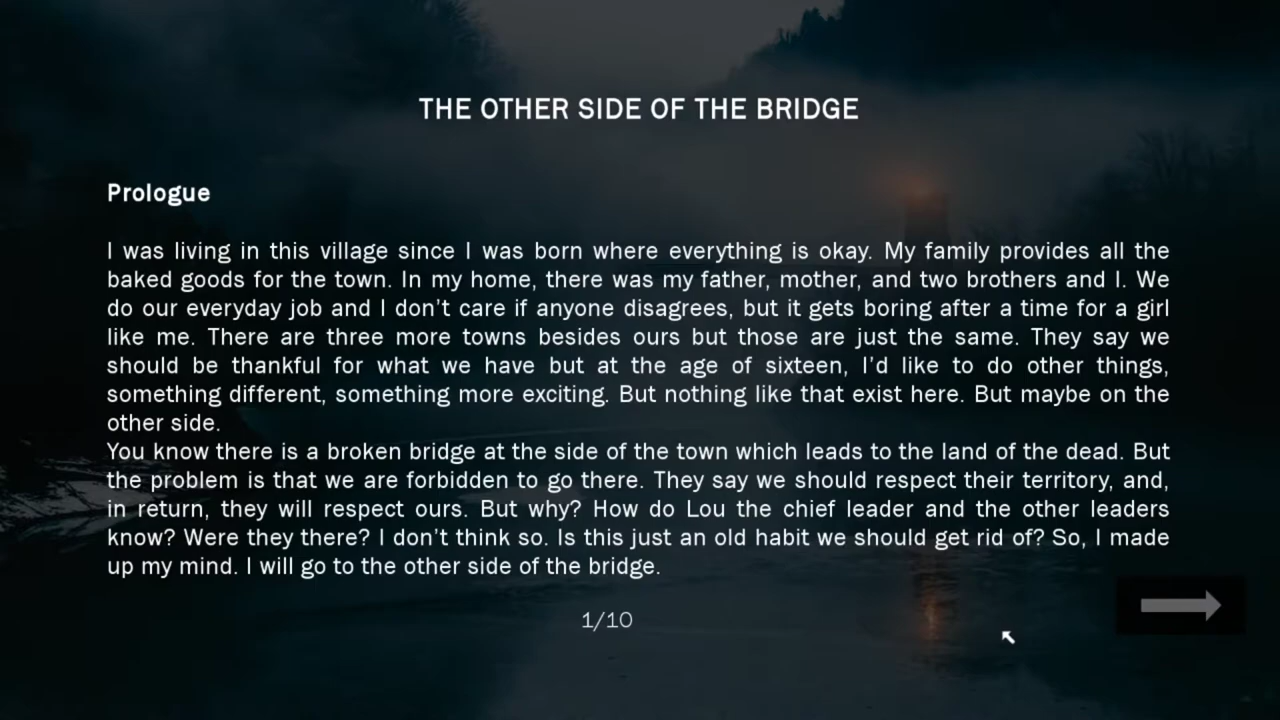 THE OTHER SIDE OF THE BRIDGE
Prologue
I was living in this village since I was born where everything is okay. My family provides all the
baked goods for the town. In my home, there was my father, mother, and two brothers and I. We
do our everyday job and I don't care if anyone disagrees, but it gets boring after a time for a girl
like me. There are three more towns besides ours but those are just the same. They say we
should be thankful for what we have but at the age of sixteen, I'd like to do other things,
something different, something more exciting. But nothing like that exist here. But maybe on the
other side.
You know there is a broken bridge at the side of the town which leads to the land of the dead. But
the problem is that we are forbidden to go there. They say we should respect their territory, and,
in return, they will respect ours. But why? How do Lou the chief leader and the other leaders
know? Were they there? I don't think so. Is this just an old habit we should get rid of? So, I made
up my mind. I will go to the other side of the bridge.
1/10